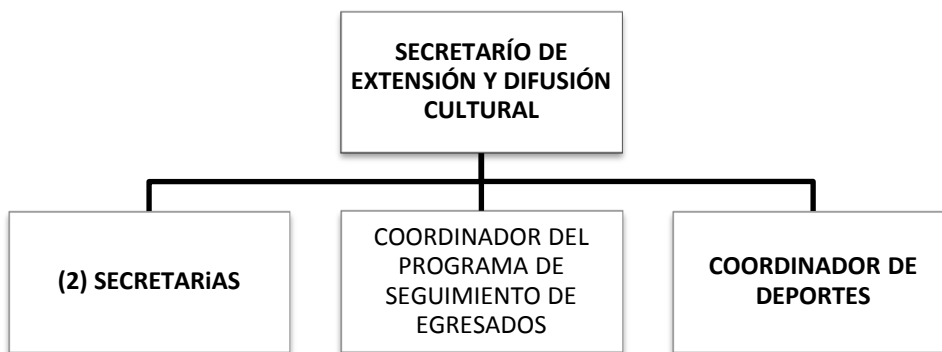 SECRETARÍO DE
EXTENSIÓN Y DIFUSIÓN
CULTURAL
(2) SECRETARiAS
COORDINADOR DEL
PROGRAMA DE
SEGUIMIENTO DE
EGRESADOS
COORDINADOR DE
DEPORTES